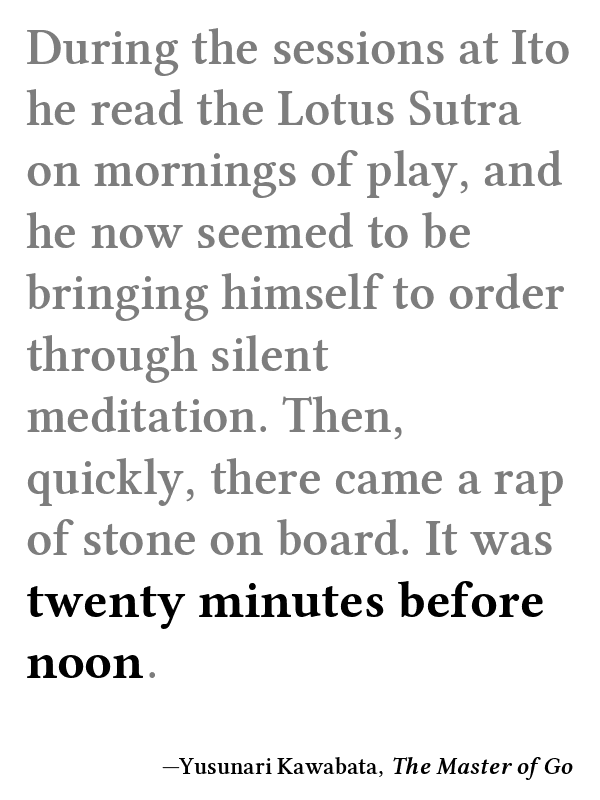 During the sessions at Ito
he read the Lotus Sutra
on mornings of play, and
he now seemed to be
bringing himself to order
through silent
meditation. Then,
quickly, there came a rap
of stone on board. It was
twenty minutes before
noon.
—Yusunari Kawabata, The Master of Go